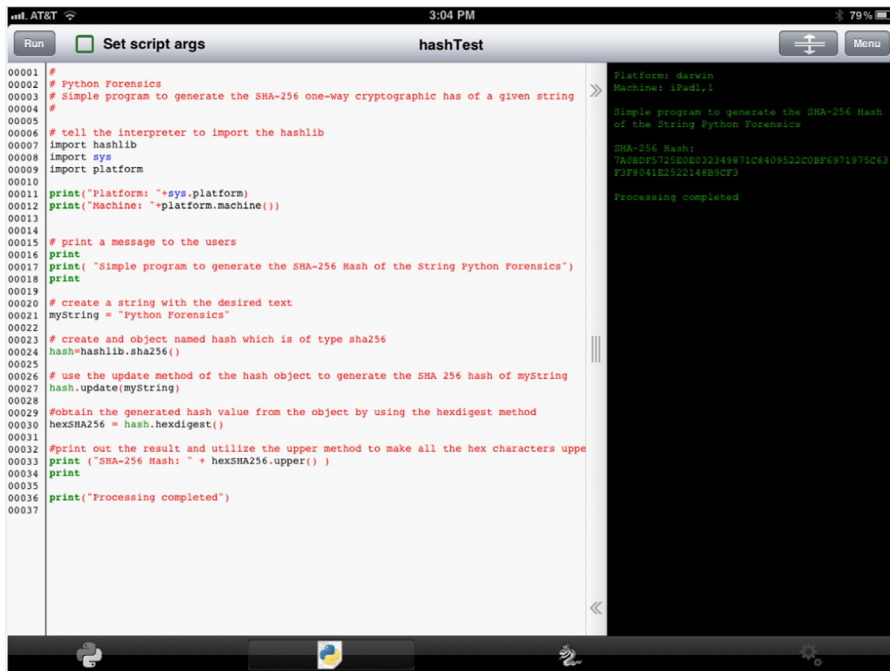 AT&T
3:04 PM
79%
Run
Set script args
hashTest
Menu
00001 #
00002 # Python Forensics
00003 # Simple program to generate the SHA-256 one-way cryptographic has of a given string
00004 #
00005
00006 # tell the interpreter to import the hashlib
00007 import hashlib
00008 import sys
00009 import platform
00010
00011 print("Platform: "+sys.platform)
00012 print("Machine: "+platform.machine())
00013
00014
00015 # print a message to the users
00016 print
00017 print( "Simple program to generate the SHA-256 Hash of the String Python Forensics")
00018 print
00019
00020 # create a string with the desired text
00021 myString = "Python Forensics"
00022
00023 # create and object named hash which is of type sha256
00024 hash=hashlib.sha256()
00025
00026 # use the update method of the hash object to generate the SHA 256 hash of myString
00027 hash.update(myString)
00028
00029 #obtain the generated hash value from the object by using the hexdigest method
00030 hexSHA256 = hash.hexdigest()
00031
00032 #print out the result and utilize the upper method to make all the hex characters uppe
00033 print ("SHA-256 Hash: " + hexSHA256.upper() )
00034 print
00035
00036 print("Processing completed")
00037
Platform: darwin
Machine: iPad1,1
Simple program to generate the SHA-256 Hash
of the String Python Forensics
SHA-256 Hash:
7A0BDF5725E0E032349871C8409522C0BF6971975C63
F3F8041E2522148B9CF3
Processing completed